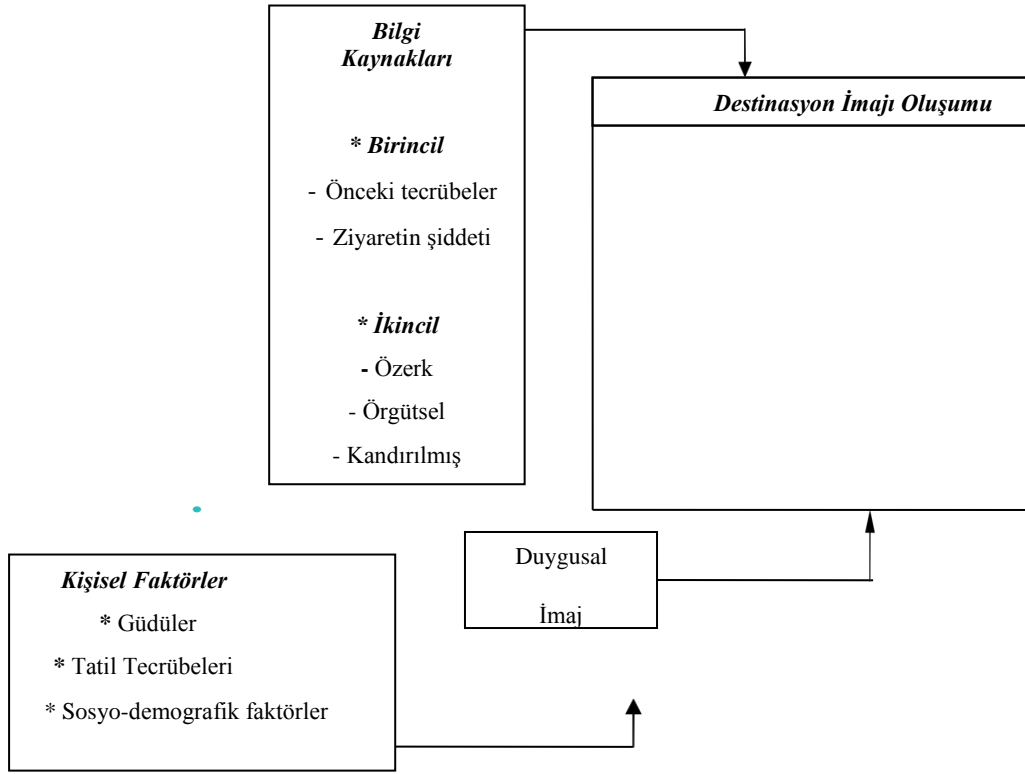 Bilgi
Kaynakları
* Birincil
- Önceki tecrübeler
- Ziyaretin şiddeti
* İkincil
- Özerk
- Örgütsel
- Kandırılmış
Destinasyon İmajı Oluşumu
Duygusal
İmaj
Kişisel Faktörler
* Güdüler
* Tatil Tecrübeleri
* Sosyo-demografik faktörler